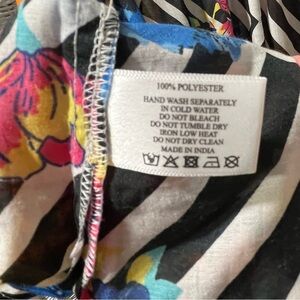 100% POLYESTER
HAND WASH SEPARATELY
IN COLD WATER
DO NOT BLEACH
DO NOT TUMBLE DRY
IRON LOW HEAT
DO NOT DRY CLEAN
MADE IN INDIA